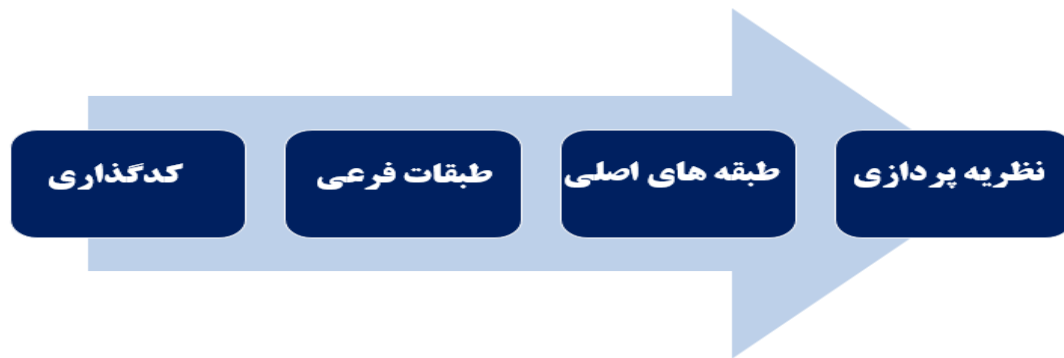 کدگذاری
طبقات فرعی
طبقه های اصلی
نظریه پردازی